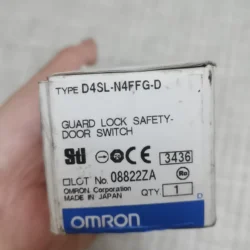 TYPE D4SL-N4FFG-D
GUARD LOCK SAFETY-
DOOR SWITCH
CE 3436
LOT No. 08822ZA
OMRON Corporation
MADE IN JAPAN
QTY. 1
OMRON